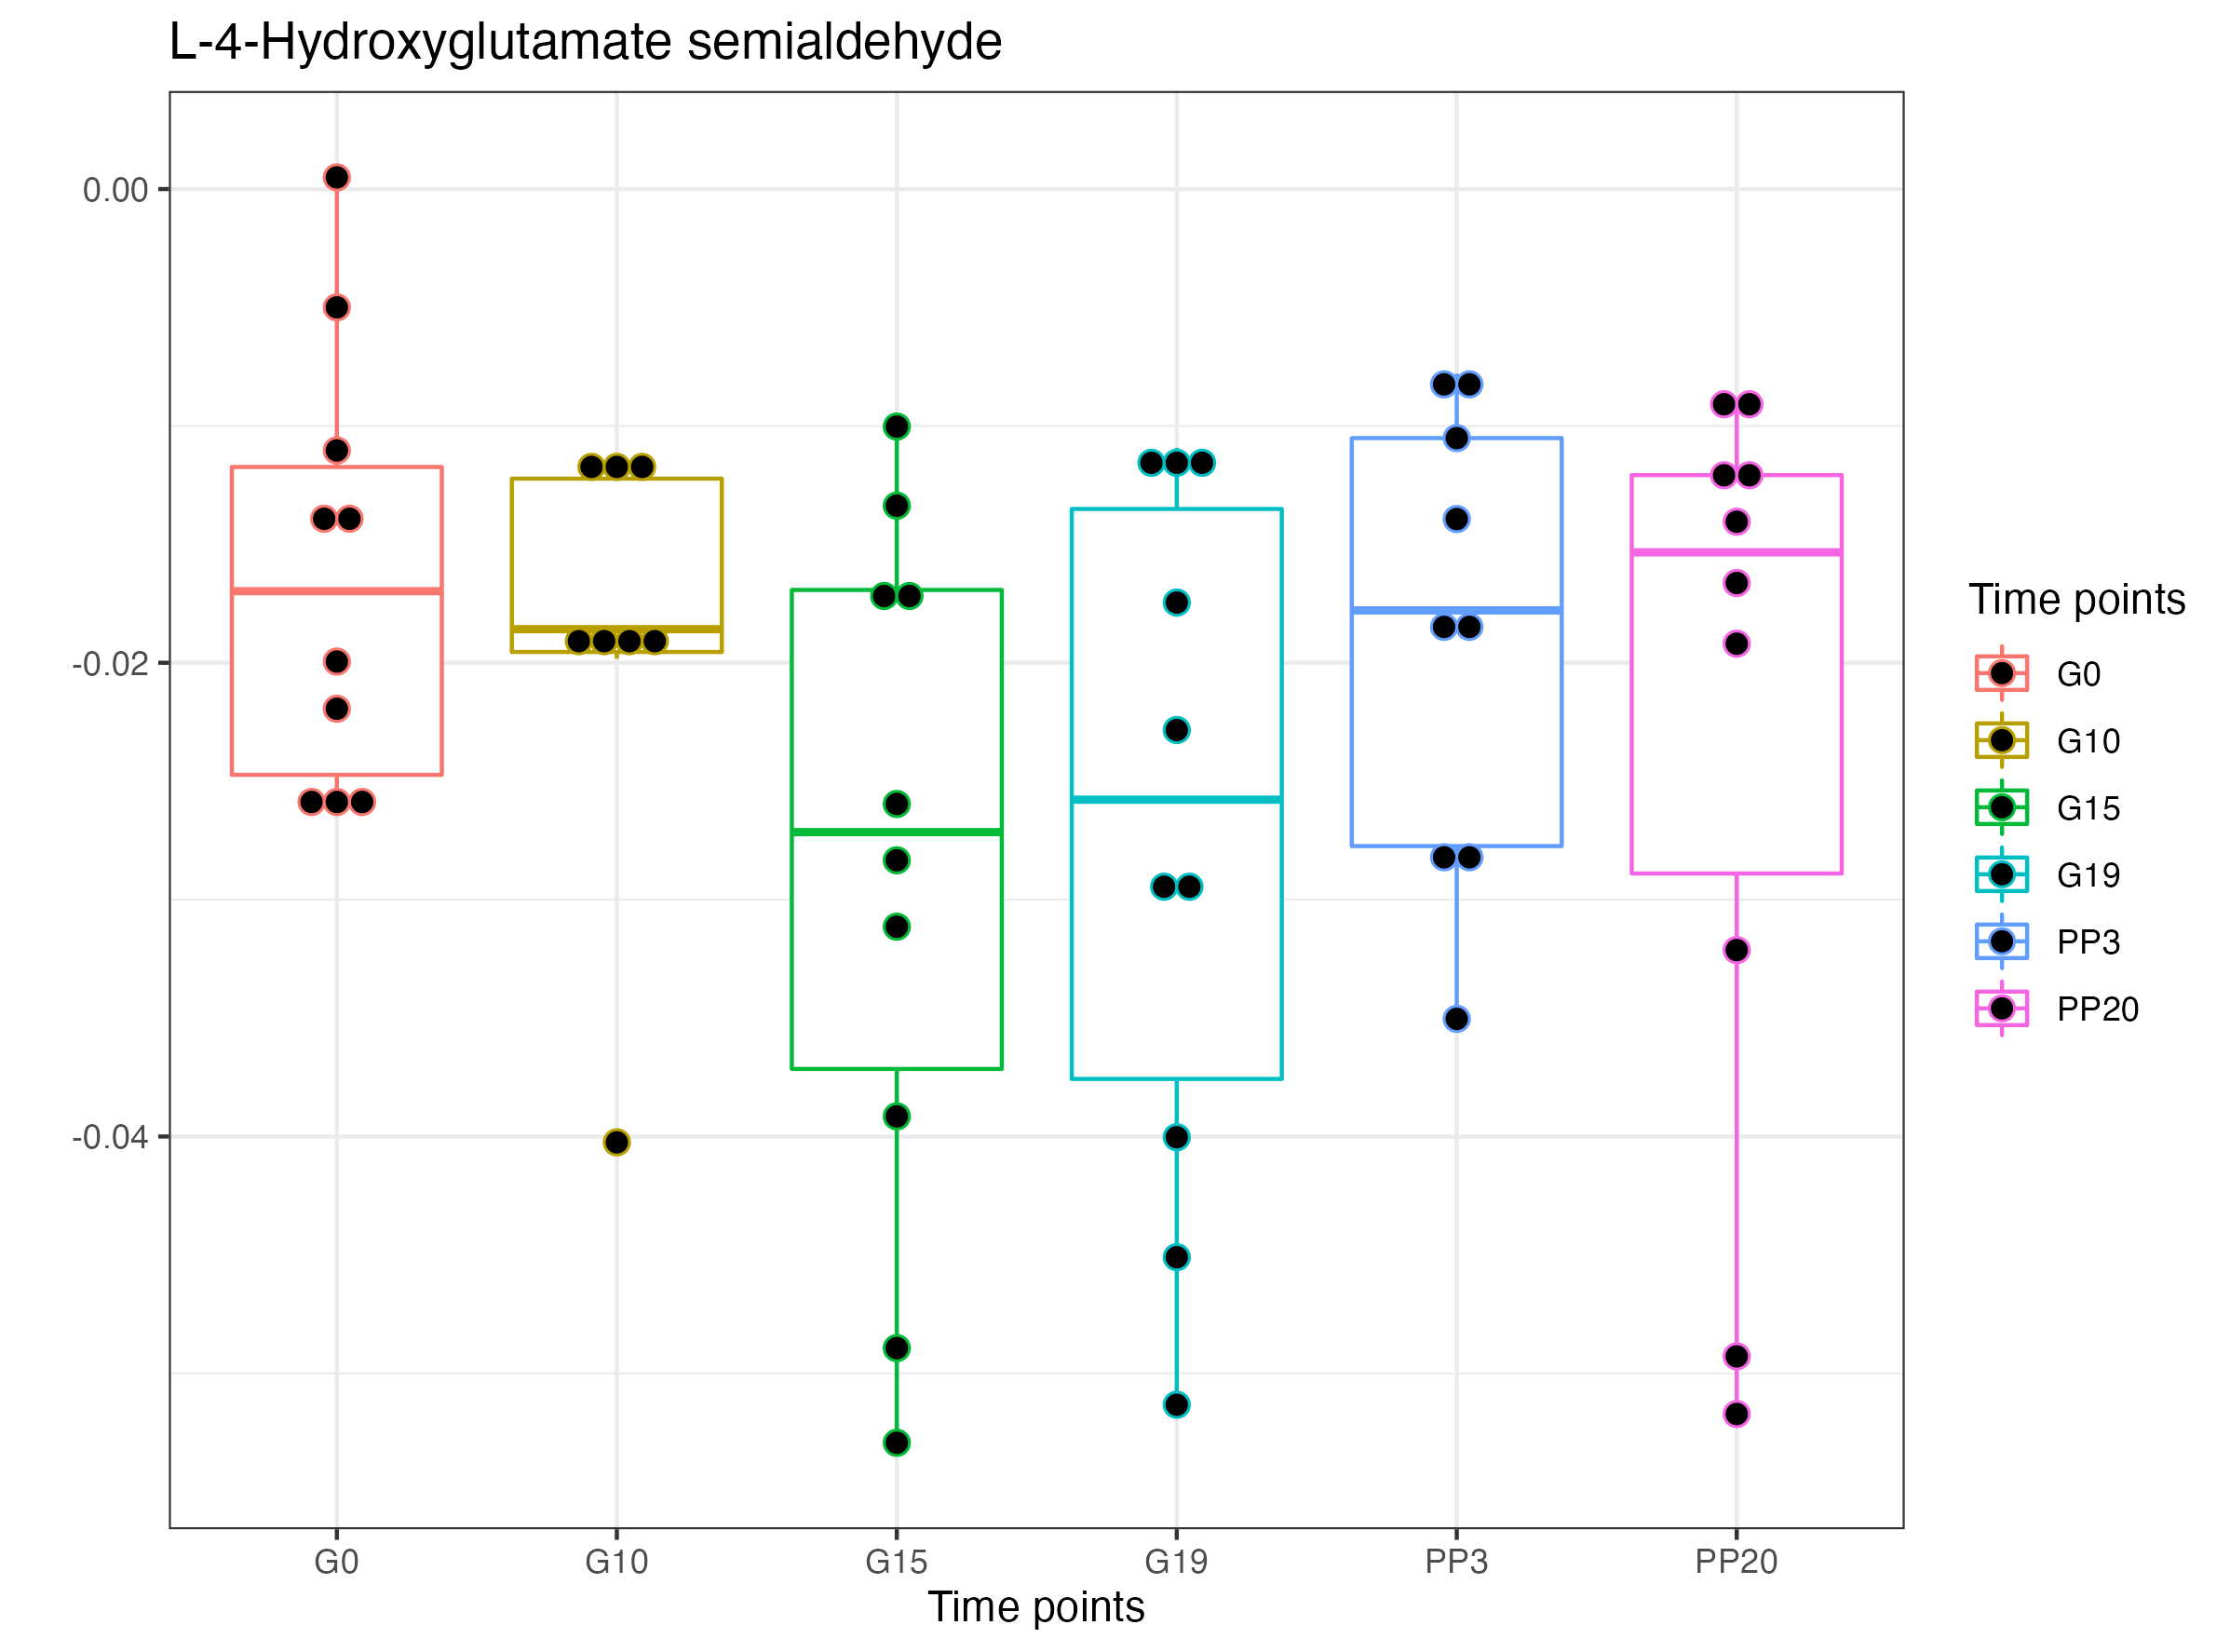 L-4-Hydroxyglutamate semialdehyde
0.00
-0.02
-0.04
G0 G10 G15 G19 PP3 PP20
Time points
Time points
G0
G10
G15
G19
PP3
PP20